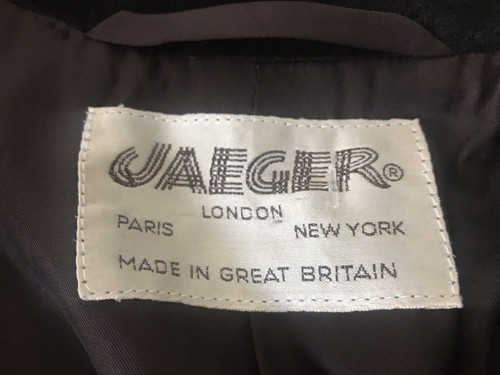 JAEGER®
LONDON
PARIS NEW YORK
MADE IN GREAT BRITAIN